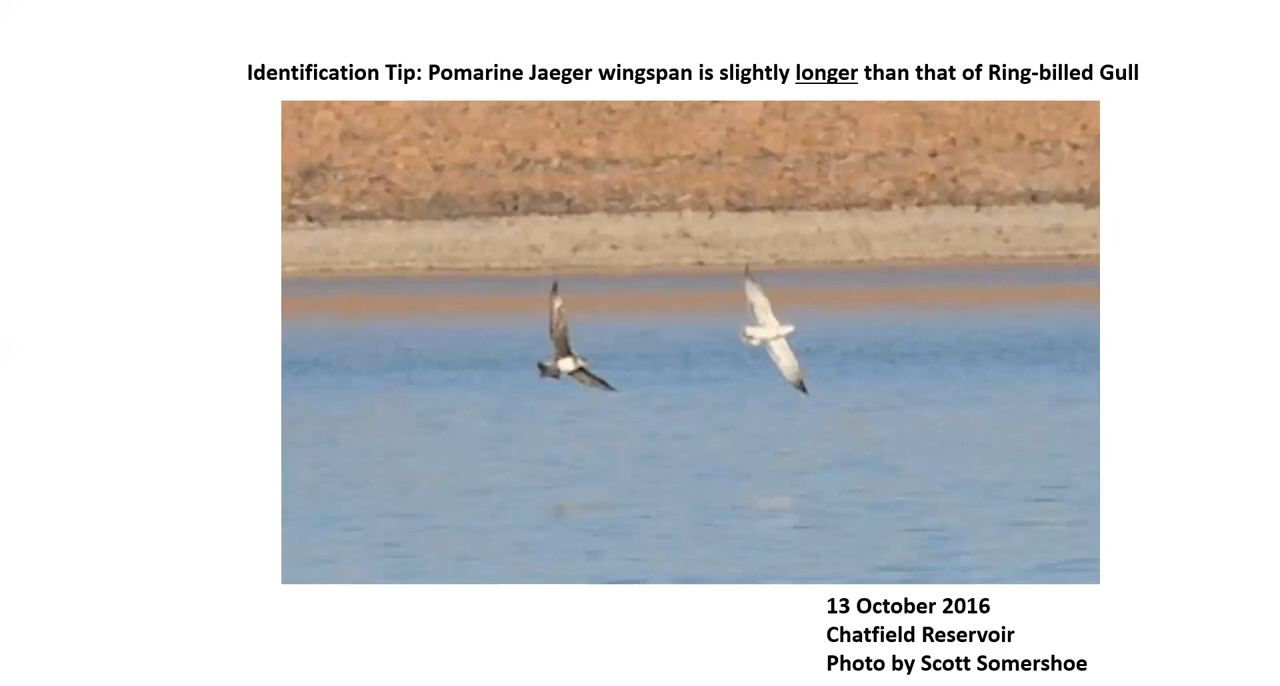 Identification Tip: Pomarine Jaeger wingspan is slightly longer than that of Ring-billed Gull
13 October 2016
Chatfield Reservoir
Photo by Scott Somershoe